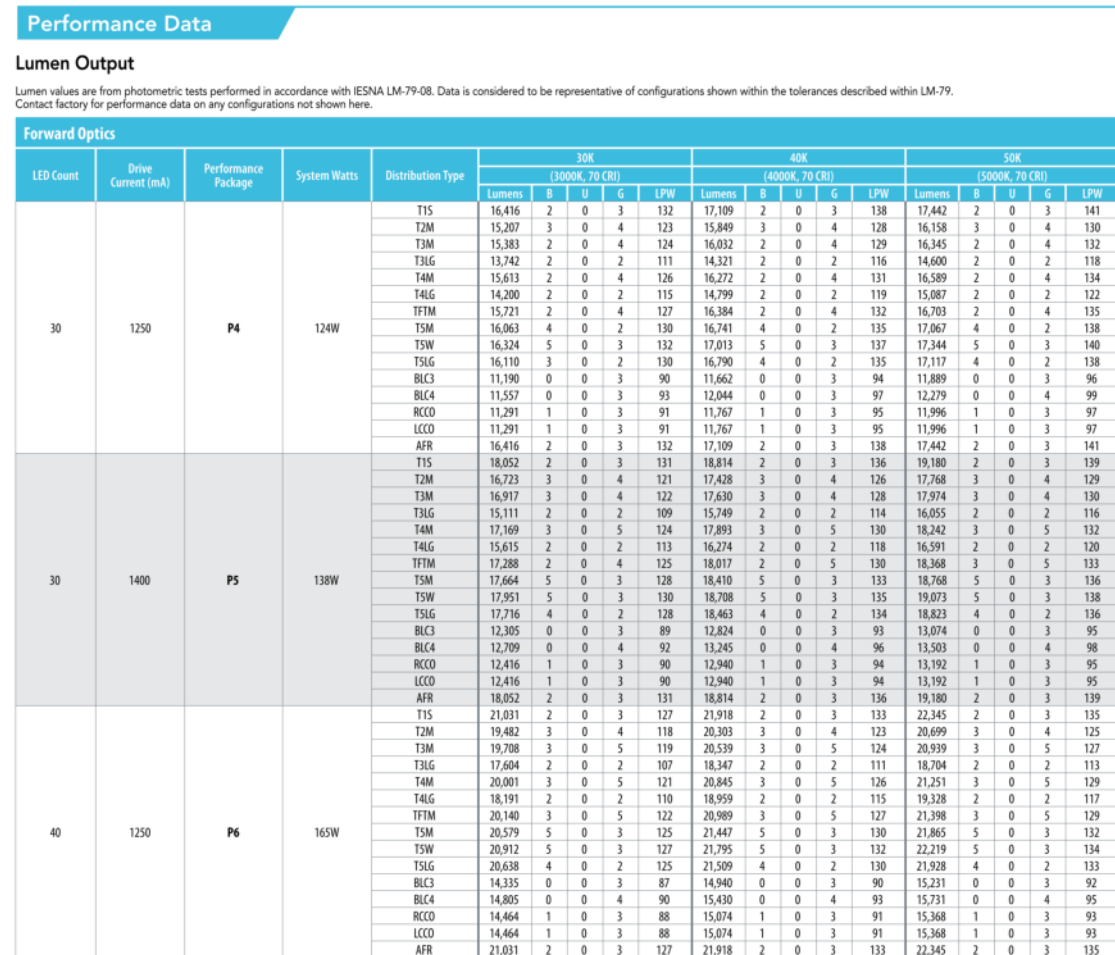 Performance Data
Lumen Output
Lumen values are from photometric tests performed in accordance with IESNA LM-79-08. Data is considered to be representative of configurations shown within the tolerances described within LM-79.
Contact factory for performance data on any configurations not shown here.
Forward Optics
LED Count Drive Current (mA) Performance Package System Watts Distribution Type 30K 40K 50K
(3000K, 70 CRI) (4000K, 70 CRI) (5000K, 70 CRI)
Lumens B U G LPW Lumens B U G LPW Lumens B U G LPW
30 1250 P4 124W
T1S 16,416 2 0 3 132 17,109 2 0 3 138 17,442 2 0 3 141
T2M 15,207 3 0 4 123 15,849 3 0 4 128 16,158 3 0 4 130
T3M 15,383 2 0 4 124 16,032 2 0 4 129 16,345 2 0 4 132
T3LG 13,742 2 0 2 111 14,321 2 0 2 116 14,600 2 0 2 118
T4M 15,613 2 0 4 126 16,272 2 0 4 131 16,589 2 0 4 134
T4LG 14,200 2 0 2 115 14,799 2 0 2 119 15,087 2 0 2 122
TFTM 15,721 2 0 4 127 16,384 2 0 4 132 16,703 2 0 4 135
T5M 16,063 4 0 2 130 16,741 4 0 2 135 17,067 4 0 2 138
T5W 16,324 5 0 3 132 17,013 5 0 3 137 17,344 5 0 3 140
T5LG 16,110 3 0 2 130 16,790 4 0 2 135 17,117 4 0 2 138
BLC3 11,190 0 0 3 90 11,662 0 0 3 94 11,889 0 0 3 96
BLC4 11,557 0 0 3 93 12,044 0 0 3 97 12,279 0 0 4 99
RCCO 11,291 1 0 3 91 11,767 1 0 3 95 11,996 1 0 3 97
LCCO 11,291 1 0 3 91 11,767 1 0 3 95 11,996 1 0 3 97
AFR 16,416 2 0 3 132 17,109 2 0 3 138 17,442 2 0 3 141
30 1400 P5 138W
T1S 18,052 2 0 3 131 18,814 2 0 3 136 19,180 2 0 3 139
T2M 16,723 3 0 4 121 17,428 3 0 4 126 17,768 3 0 4 129
T3M 16,917 3 0 4 122 17,630 3 0 4 128 17,974 3 0 4 130
T3LG 15,111 2 0 2 109 15,749 2 0 2 114 16,055 2 0 2 116
T4M 17,169 3 0 5 124 17,893 3 0 5 130 18,242 3 0 5 132
T4LG 15,615 2 0 2 113 16,274 2 0 2 118 16,591 2 0 2 120
TFTM 17,288 2 0 4 125 18,017 2 0 5 130 18,368 3 0 5 133
T5M 17,664 5 0 3 128 18,410 5 0 3 133 18,768 5 0 3 136
T5W 17,951 5 0 3 130 18,708 5 0 3 135 19,073 5 0 3 138
T5LG 17,716 4 0 2 128 18,463 4 0 2 134 18,823 4 0 2 136
BLC3 12,305 0 0 3 89 12,824 0 0 3 93 13,074 0 0 3 95
BLC4 12,709 0 0 4 92 13,245 0 0 4 96 13,503 0 0 4 98
RCCO 12,416 1 0 3 90 12,940 1 0 3 94 13,192 1 0 3 95
LCCO 12,416 1 0 3 90 12,940 1 0 3 94 13,192 1 0 3 95
AFR 18,052 2 0 3 131 18,814 2 0 3 136 19,180 2 0 3 139
40 1250 P6 165W
T1S 21,031 2 0 3 127 21,918 2 0 3 133 22,345 2 0 3 135
T2M 19,482 3 0 4 118 20,303 3 0 4 123 20,699 3 0 4 125
T3M 19,708 3 0 5 119 20,539 3 0 5 124 20,939 3 0 5 127
T3LG 17,604 2 0 2 107 18,347 2 0 2 111 18,704 2 0 2 113
T4M 20,001 3 0 5 121 20,845 3 0 5 126 21,251 3 0 5 129
T4LG 18,191 2 0 2 110 18,959 2 0 2 115 19,328 2 0 2 117
TFTM 20,140 3 0 5 122 20,989 3 0 5 127 21,398 3 0 5 129
T5M 20,579 5 0 3 125 21,447 5 0 3 130 21,865 5 0 3 132
T5W 20,912 5 0 3 127 21,795 5 0 3 132 22,219 5 0 3 134
T5LG 20,638 4 0 2 125 21,509 4 0 2 130 21,928 4 0 2 133
BLC3 14,335 0 0 3 87 14,940 0 0 3 90 15,231 0 0 3 92
BLC4 14,805 0 0 4 90 15,430 0 0 4 93 15,731 0 0 4 95
RCCO 14,464 1 0 3 88 15,074 1 0 3 91 15,368 1 0 3 93
LCCO 14,464 1 0 3 88 15,074 1 0 3 91 15,368 1 0 3 93
AFR 21,031 2 0 3 127 21,918 2 0 3 133 22,345 2 0 3 135